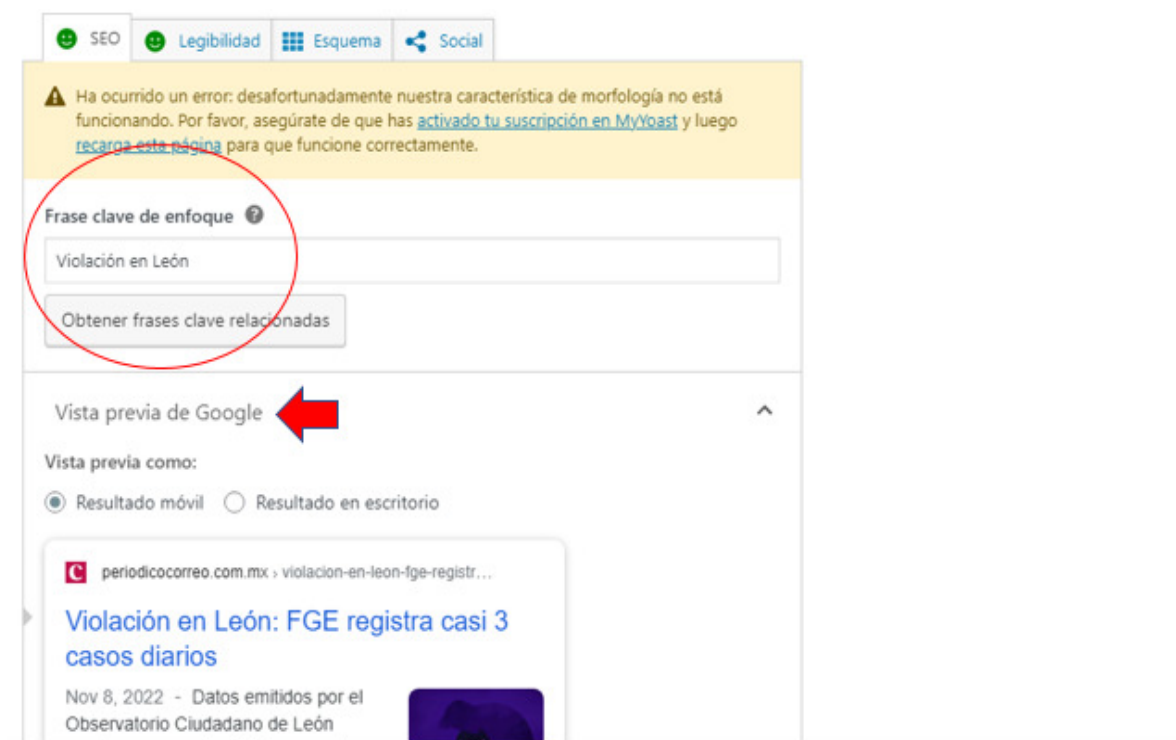 SEO Legibilidad Esquema Social
Ha ocurrido un error: desafortunadamente nuestra característica de morfología no está
funcionando. Por favor, asegúrate de que has activado tu suscripción en MyYoast y luego
recarga esta página para que funcione correctamente.
Frase clave de enfoque ?
Violación en León
Obtener frases clave relacionadas
Vista previa de Google
Vista previa como:
Resultado móvil Resultado en escritorio
C periodicocorreo.com.mx › violacion-en-leon-fge-registr...
Violación en León: FGE registra casi 3
casos diarios
Nov 8, 2022 - Datos emitidos por el
Observatorio Ciudadano de León